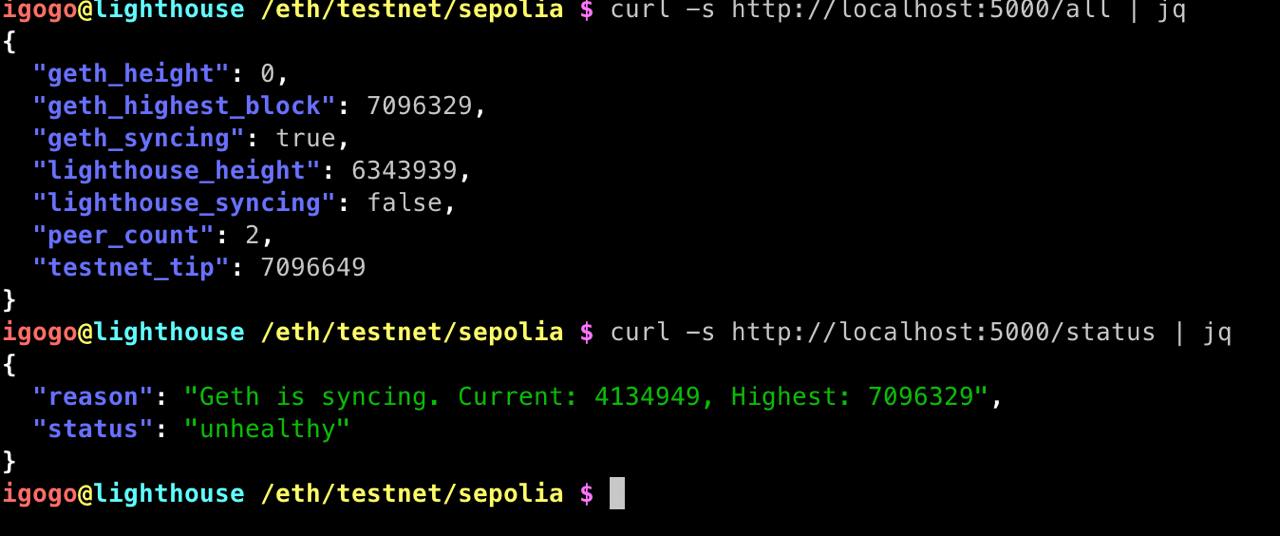 igogo@lighthouse /eth/testnet/sepolia $ curl -s http://localhost:5000/all | jq
{
  "geth_height": 0,
  "geth_highest_block": 7096329,
  "geth_syncing": true,
  "lighthouse_height": 6343939,
  "lighthouse_syncing": false,
  "peer_count": 2,
  "testnet_tip": 7096649
}
igogo@lighthouse /eth/testnet/sepolia $ curl -s http://localhost:5000/status | jq
{
  "reason": "Geth is syncing. Current: 4134949, Highest: 7096329",
  "status": "unhealthy"
}
igogo@lighthouse /eth/testnet/sepolia $